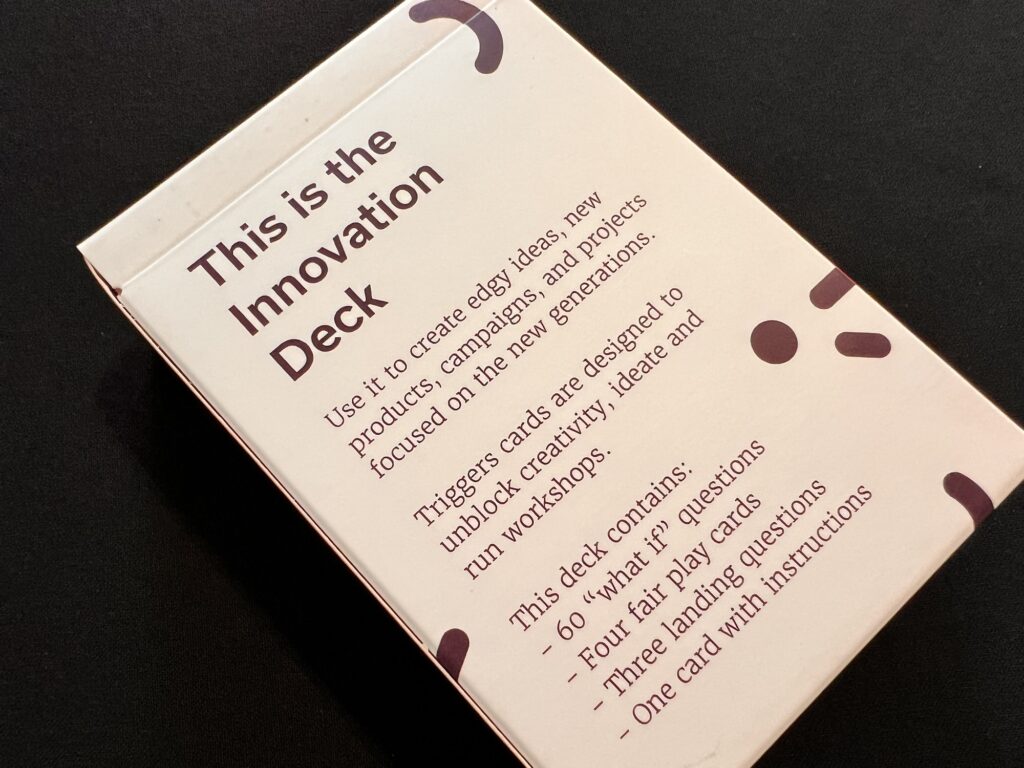 This is the
Innovation
Deck
Use it to create edgy ideas, new
products, campaigns, and projects
focused on the new generations.
Triggers cards are designed to
unblock creativity, ideate and
run workshops.
This deck contains:
- 60 “what if” questions
- Four fair play cards
- Three landing questions
- One card with instructions